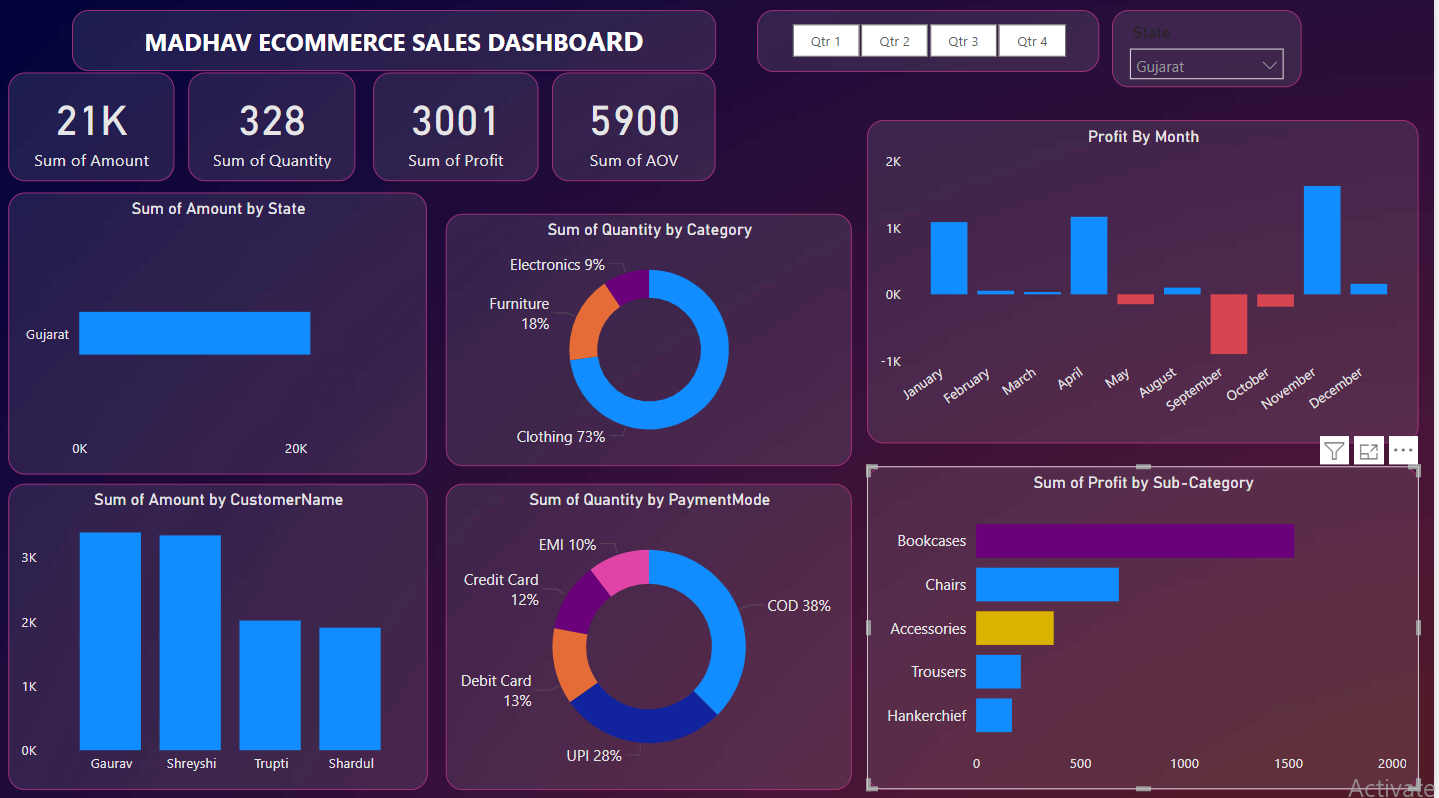 MADHAV ECOMMERCE SALES DASHBOARD
Qtr 1 Qtr 2 Qtr 3 Qtr 4
State
Gujarat
21K
Sum of Amount
328
Sum of Quantity
3001
Sum of Profit
5900
Sum of AOV
Sum of Amount by State
Gujarat
0K 20K
Sum of Quantity by Category
Electronics 9%
Furniture
18%
Clothing 73%
Profit By Month
2K
1K
0K
-1K
January February March April May August September October November December
Sum of Amount by CustomerName
3K
2K
1K
0K
Gaurav Shreyshi Trupti Shardul
Sum of Quantity by PaymentMode
EMI 10%
Credit Card
12%
COD 38%
Debit Card
13%
UPI 28%
Sum of Profit by Sub-Category
Bookcases
Chairs
Accessories
Trousers
Hankerchief
0 500 1000 1500 2000
Activate